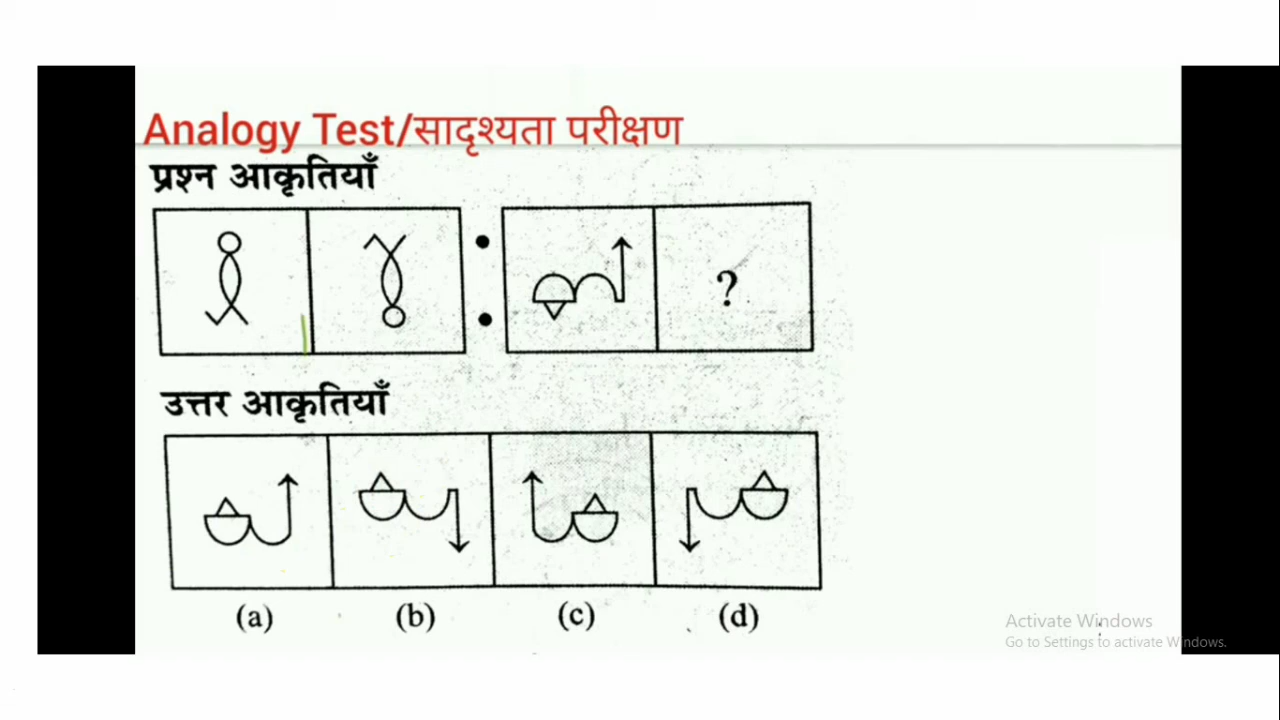 Analogy Test/सादृश्यता परीक्षण
प्रश्न आकृतियाँ
?
उत्तर आकृतियाँ
(a) (b) (c) (d)
Activate Windows
Go to Settings to activate Windows.